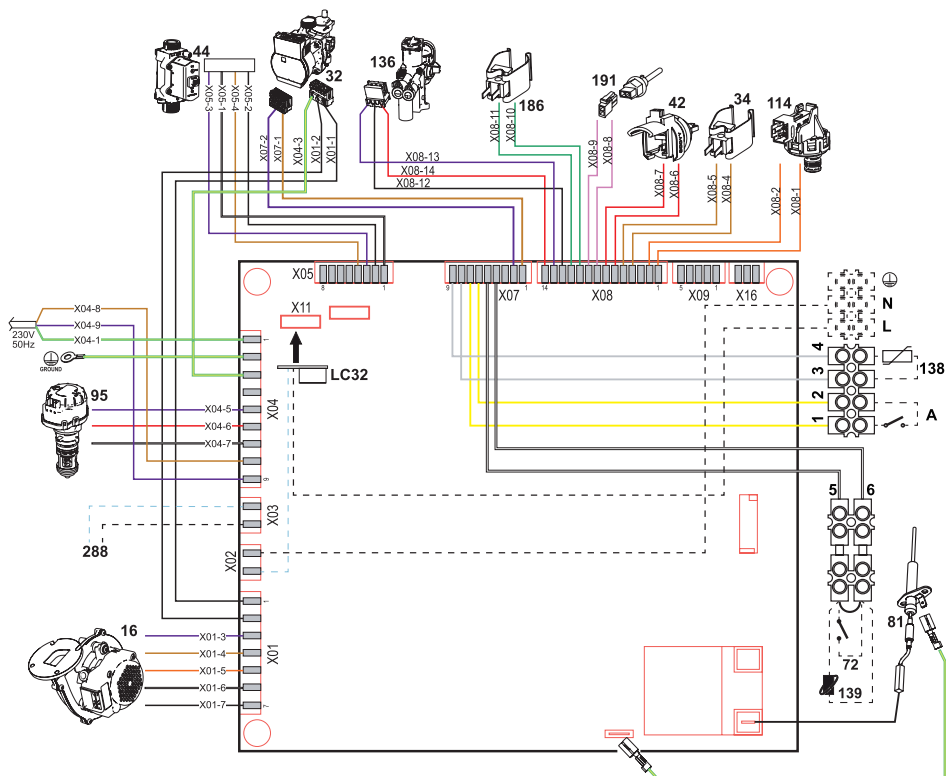 44
32
136
186
191
42
34
114
X05-3
X05-1
X05-4
X05-2
X07-2
X07-1
X04-3
X01-2
X01-1
X08-13
X08-14
X08-12
X08-11
X08-10
X08-9
X08-8
X08-7
X08-6
X08-5
X08-4
X08-2
X08-1
X05
8
1
9
X07
1
14
X08
1
5
X09
1
X16
X11
LC32
230V
50Hz
X04-8
X04-9
X04-1
GROUND
95
X04-5
X04-6
X04-7
1
X04
9
288
X03
X02
16
X01-3
X01-4
X01-5
X01-6
X01-7
1
X01
7
N
L
4
3
2
1
138
A
5
6
72
139
81